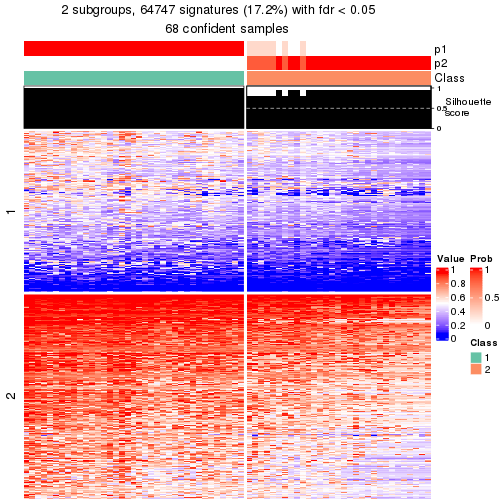 2 subgroups, 64747 signatures (17.2%) with fdr < 0.05
68 confident samples
p1
p2
Class
1
0.5
0
Silhouette
score
1
2
Value
1
0.8
0.6
0.4
0.2
0
Prob
1
0.5
0
Class
1
2